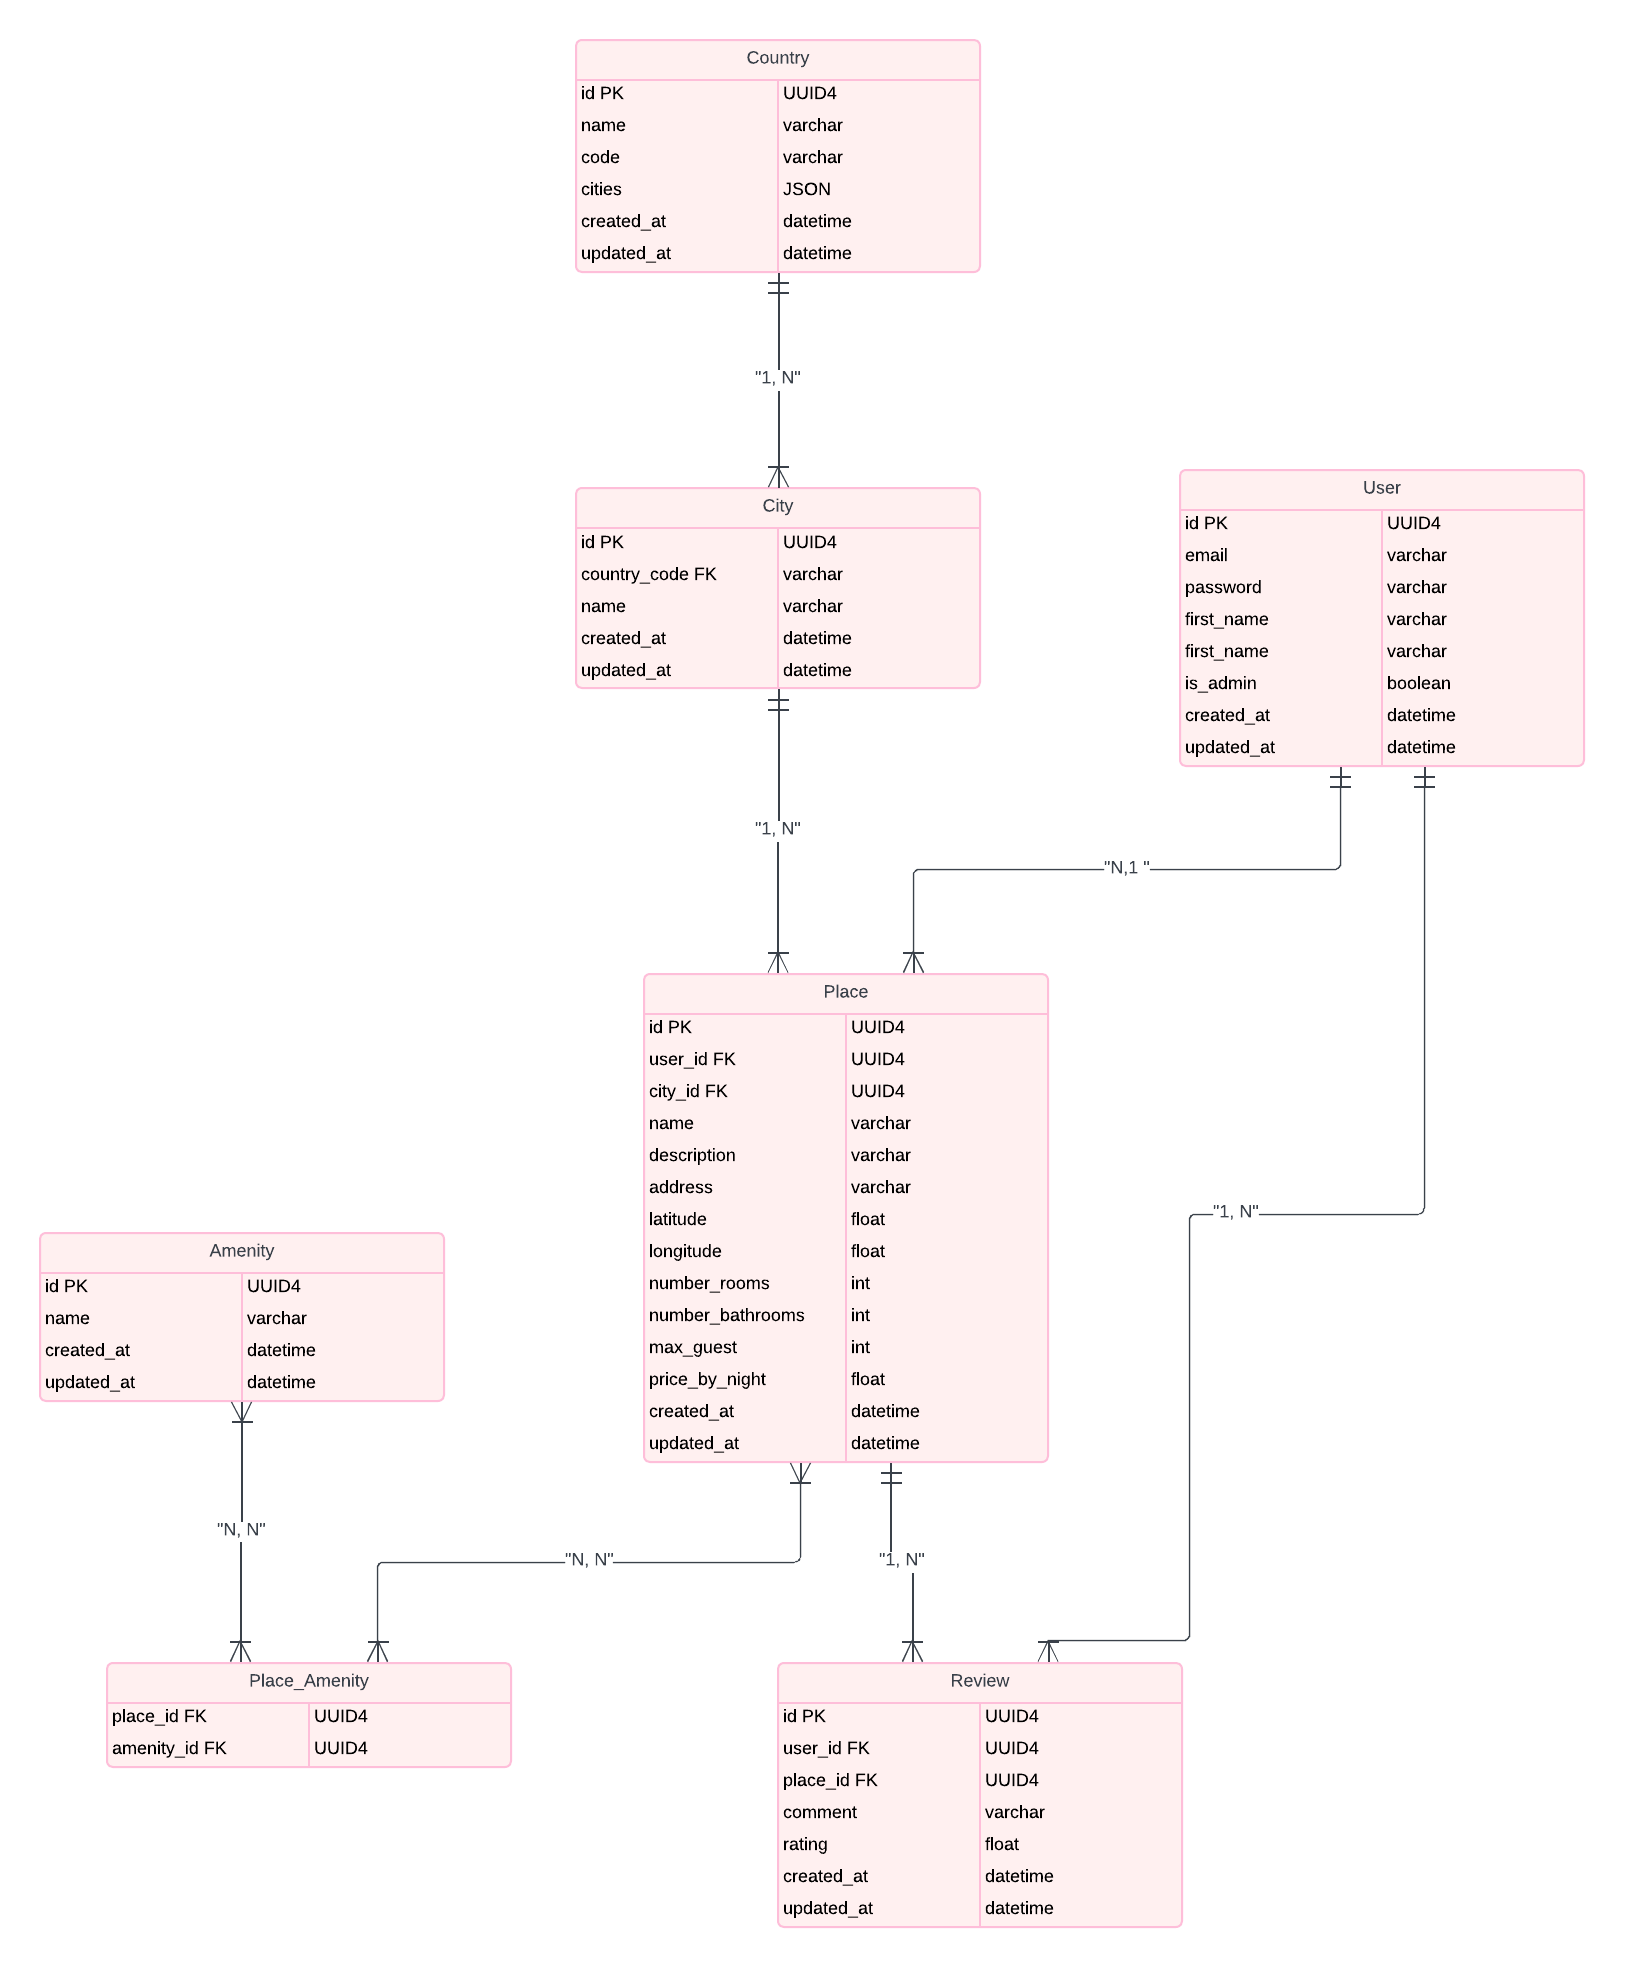 Country
id PK UUID4
name varchar
code varchar
cities JSON
created_at datetime
updated_at datetime
"1, N"
City
id PK UUID4
country_code FK varchar
name varchar
created_at datetime
updated_at datetime
User
id PK UUID4
email varchar
password varchar
first_name varchar
first_name varchar
is_admin boolean
created_at datetime
updated_at datetime
"1, N"
"N,1 "
Place
id PK UUID4
user_id FK UUID4
city_id FK UUID4
name varchar
description varchar
address varchar
latitude float
longitude float
number_rooms int
number_bathrooms int
max_guest int
price_by_night float
created_at datetime
updated_at datetime
"1, N"
Amenity
id PK UUID4
name varchar
created_at datetime
updated_at datetime
"N, N"
"N, N"
"1, N"
Place_Amenity
place_id FK UUID4
amenity_id FK UUID4
Review
id PK UUID4
user_id FK UUID4
place_id FK UUID4
comment varchar
rating float
created_at datetime
updated_at datetime